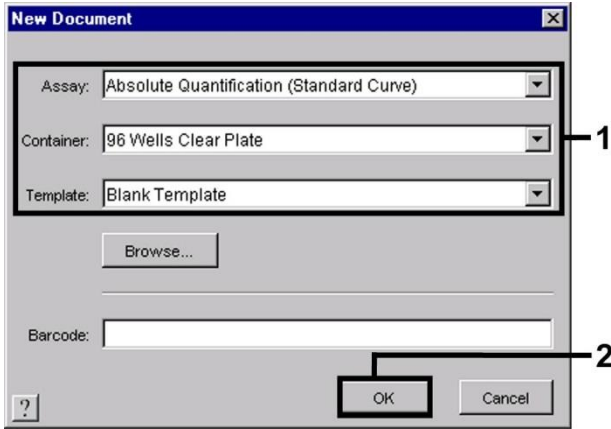 New Document
Assay: Absolute Quantification (Standard Curve)
Container: 96 Wells Clear Plate
1
Template: Blank Template
Browse...
Barcode:
2
OK Cancel
?